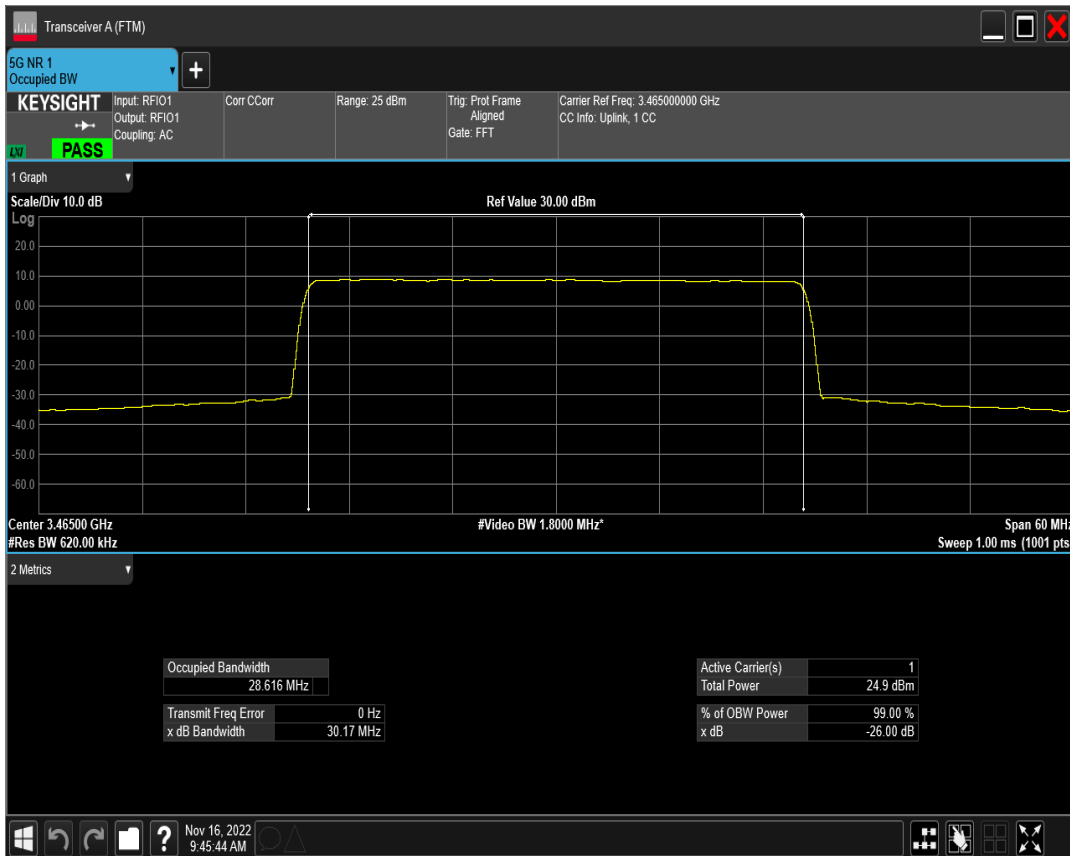 Transceiver A (FTM)
5G NR 1
Occupied BW
+
KEYSIGHT
LXI
PASS
Input: RFIO1
Output: RFIO1
Coupling: AC
Corr CCorr
Range: 25 dBm
Trig: Prot Frame
Aligned
Gate: FFT
Carrier Ref Freq: 3.465000000 GHz
CC Info: Uplink, 1 CC
1 Graph
Scale/Div 10.0 dB
Ref Value 30.00 dBm
Log
20.0
10.0
0.00
-10.0
-20.0
-30.0
-40.0
-50.0
-60.0
Center 3.46500 GHz
#Video BW 1.8000 MHz*
Span 60 MHz
#Res BW 620.00 kHz
Sweep 1.00 ms (1001 pts
2 Metrics
Occupied Bandwidth
28.616 MHz
Transmit Freq Error 0 Hz
x dB Bandwidth 30.17 MHz
Active Carrier(s) 1
Total Power 24.9 dBm
% of OBW Power 99.00 %
x dB -26.00 dB
?
Nov 16, 2022
9:45:44 AM